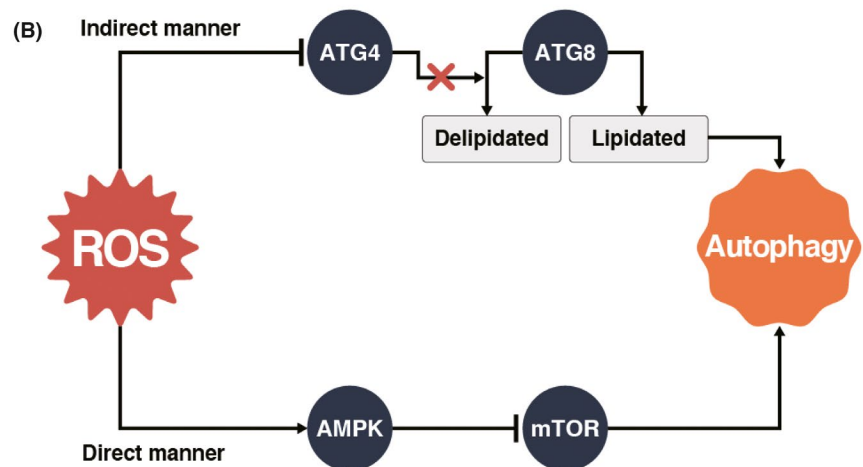 (B)
Indirect manner
ATG4
ATG8
Delipidated
Lipidated
ROS
Autophagy
AMPK
mTOR
Direct manner